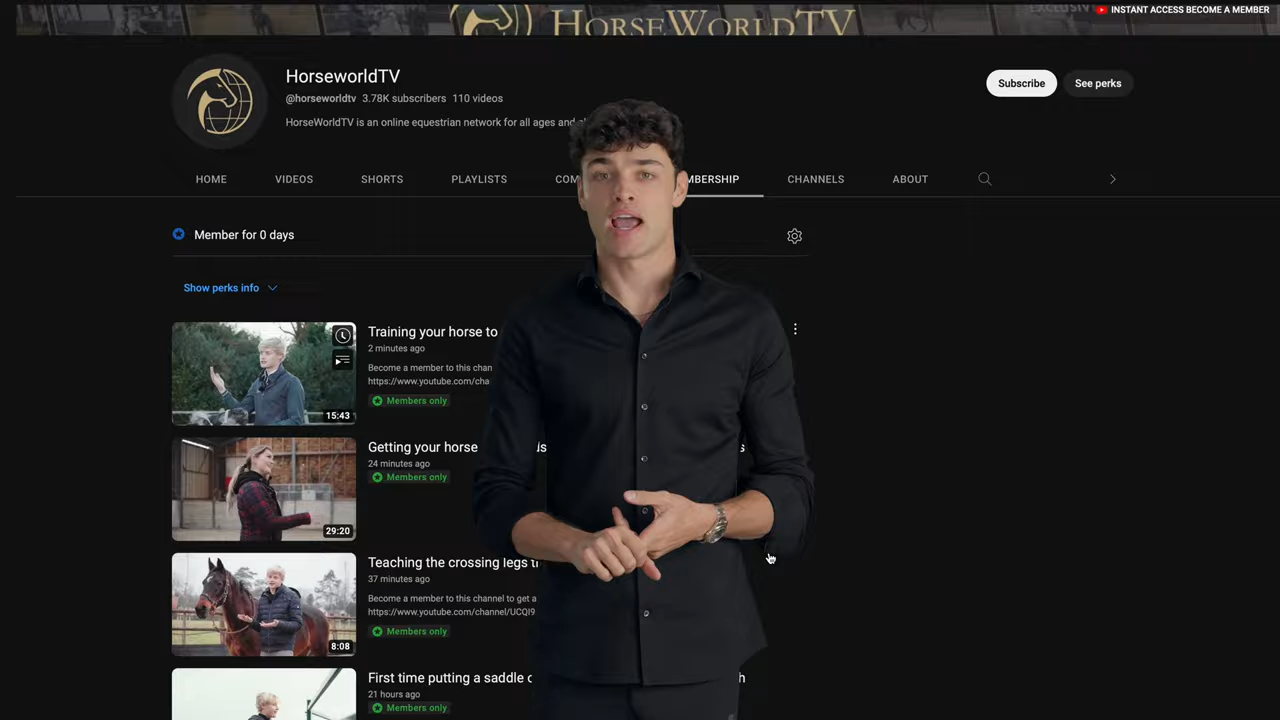 HORSEWORLDTV
INSTANT ACCESS BECOME A MEMBER
HorseworldTV
@horseworldtv 3.78K subscribers 110 videos
HorseWorldTV is an online equestrian network for all ages and
Subscribe
See perks
HOME VIDEOS SHORTS PLAYLISTS COM MBERSHIP CHANNELS ABOUT
Member for 0 days
Show perks info
Training your horse to
2 minutes ago
Become a member to this chan
https://www.youtube.com/cha
Members only
15:43
Getting your horse
24 minutes ago
Members only
29:20
Teaching the crossing legs
37 minutes ago
Become a member to this channel to get a
https://www.youtube.com/channel/UCQI9
Members only
8:08
First time putting a saddle
21 hours ago
Members only